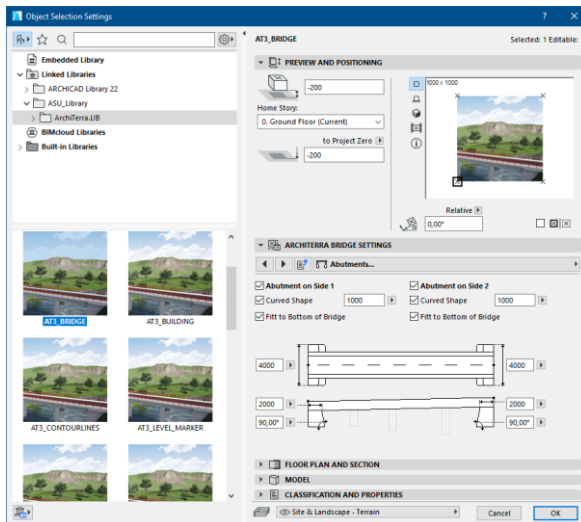 Object Selection Settings
? X
Embedded Library
Linked Libraries
ARCHICAD Library 22
ASU_Library
ArchiTerra.LIB
BIMcloud Libraries
Built-in Libraries
AT3_BRIDGE
AT3_BUILDING
AT3_CONTOURLINES
AT3_LEVEL_MARKER
AT3_BRIDGE
Selected: 1 Editable:
PREVIEW AND POSITIONING
-200
Home Story:
0. Ground Floor (Current)
to Project Zero
-200
1000 x 1000
Relative
0,00°
ARCHITERRA BRIDGE SETTINGS
Abutments...
Abutment on Side 1
Abutment on Side 2
Curved Shape 1000
Curved Shape 1000
Fitt to Bottom of Bridge
Fitt to Bottom of Bridge
4000
4000
2000
2000
90,00°
90,00°
FLOOR PLAN AND SECTION
MODEL
CLASSIFICATION AND PROPERTIES
Site & Landscape - Terrain
Cancel
OK